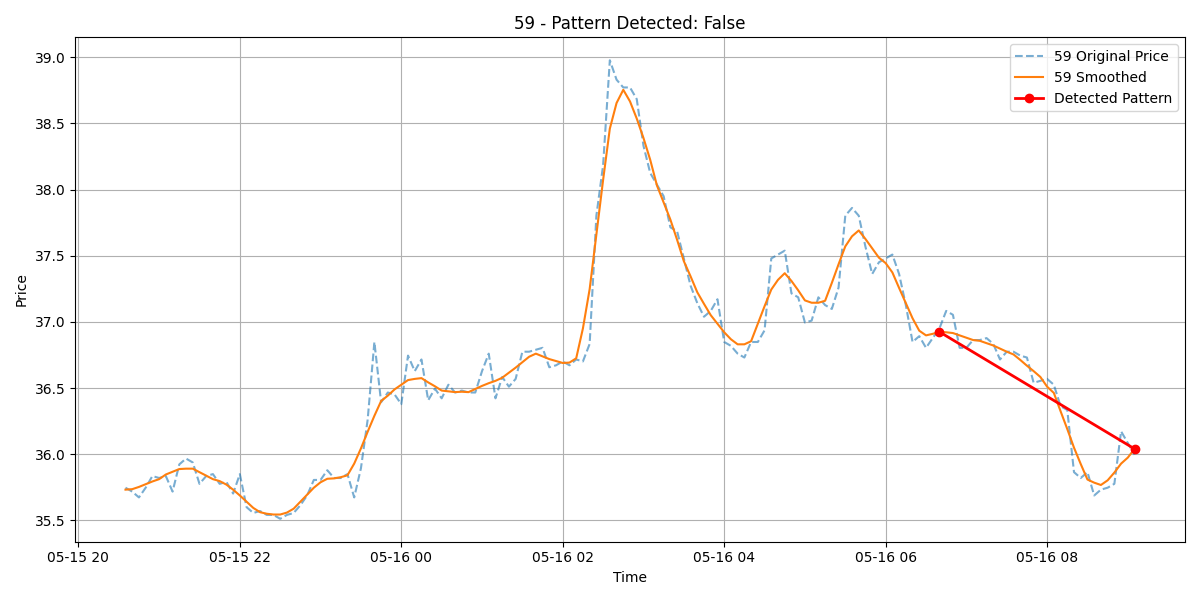 59 - Pattern Detected: False
59 Original Price
59 Smoothed
Detected Pattern
Price
39.0
38.5
38.0
37.5
37.0
36.5
36.0
35.5
05-15 20
05-15 22
05-16 00
05-16 02
05-16 04
05-16 06
05-16 08
Time